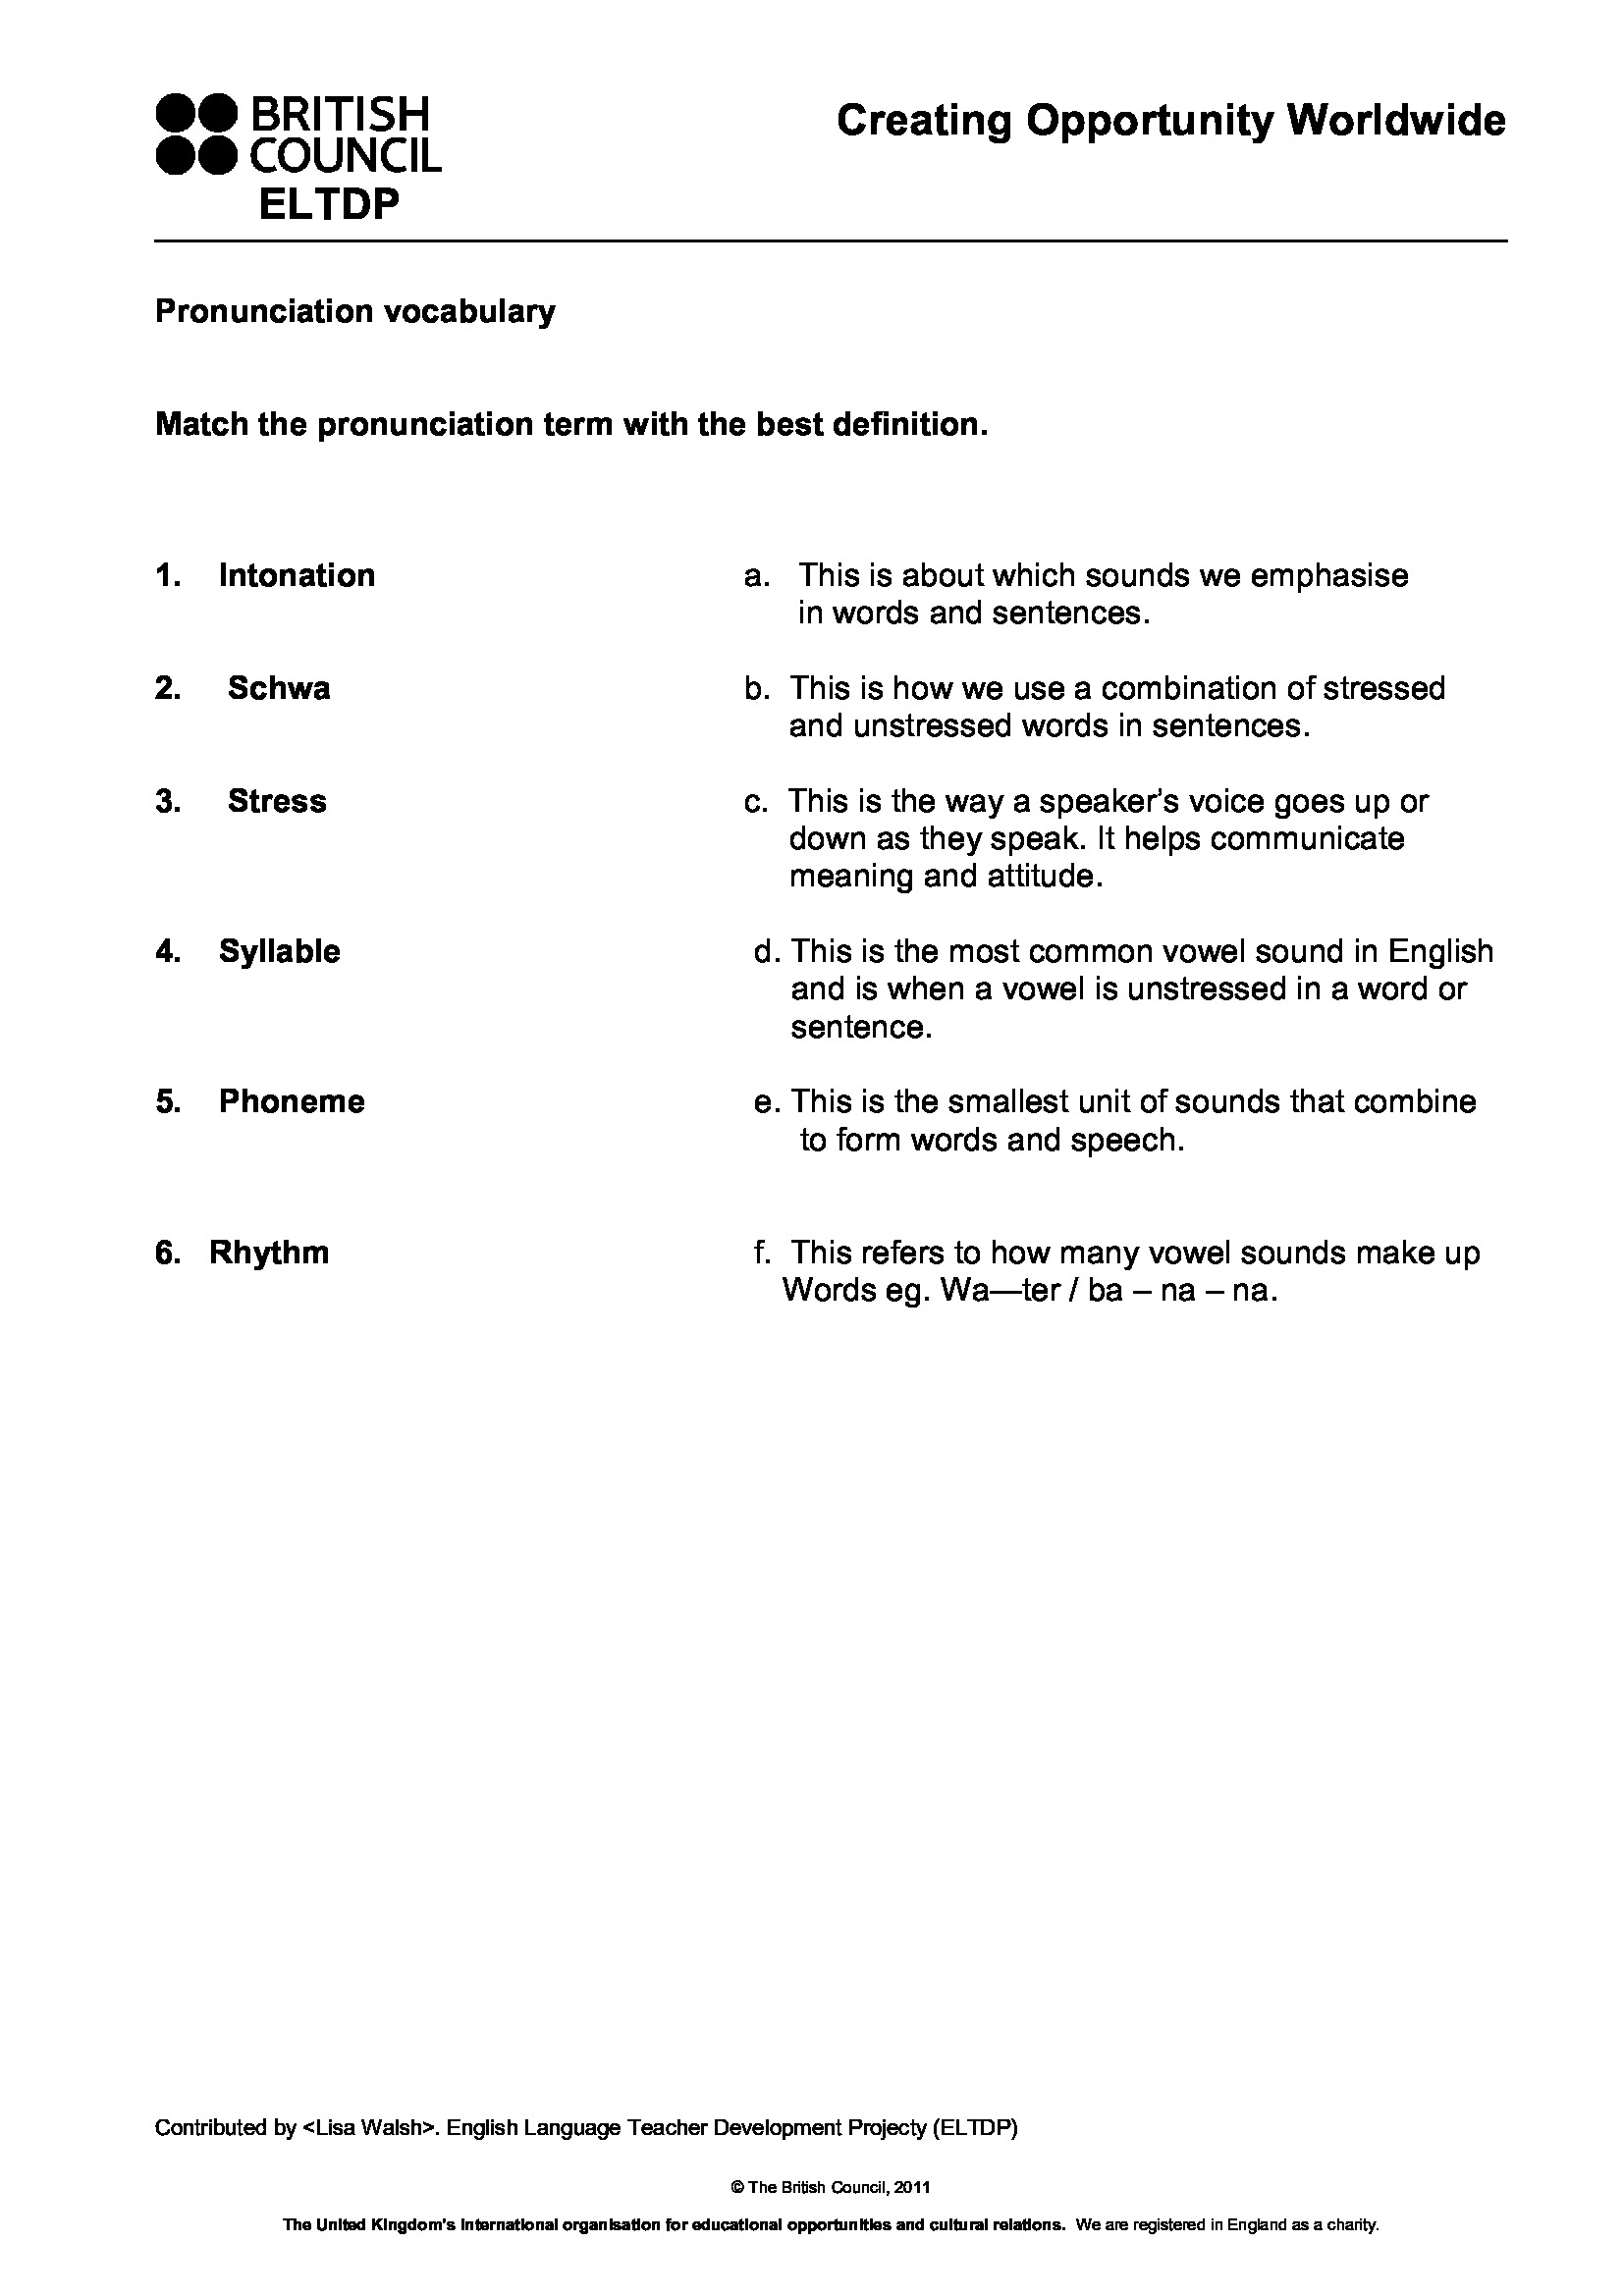 BRITISH
COUNCIL
ELTDP
Creating Opportunity Worldwide
Pronunciation vocabulary
Match the pronunciation term with the best definition.
1. Intonation
a. This is about which sounds we emphasise
in words and sentences.
2. Schwa
b. This is how we use a combination of stressed
and unstressed words in sentences.
3. Stress
c. This is the way a speaker’s voice goes up or
down as they speak. It helps communicate
meaning and attitude.
4. Syllable
d. This is the most common vowel sound in English
and is when a vowel is unstressed in a word or
sentence.
5. Phoneme
e. This is the smallest unit of sounds that combine
to form words and speech.
6. Rhythm
f. This refers to how many vowel sounds make up
Words eg. Wa—ter / ba – na – na.
Contributed by <Lisa Walsh>. English Language Teacher Development Projecty (ELTDP)
© The British Council, 2011
The United Kingdom's international organisation for educational opportunities and cultural relations. We are registered in England as a charity.